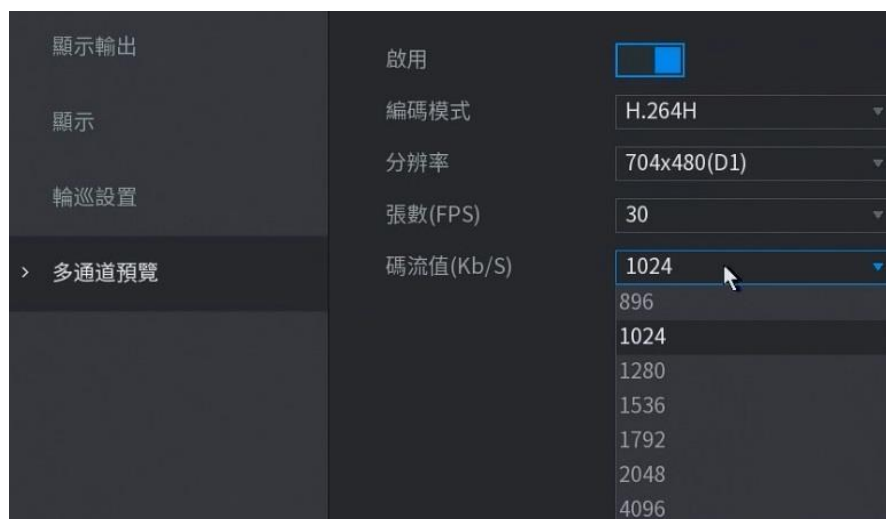 顯示輸出
顯示
輪巡設置
> 多通道預覽
啟用
編碼模式 H.264H
分辨率 704x480(D1)
張數(FPS) 30
碼流值(Kb/S) 1024
896
1024
1280
1536
1792
2048
4096